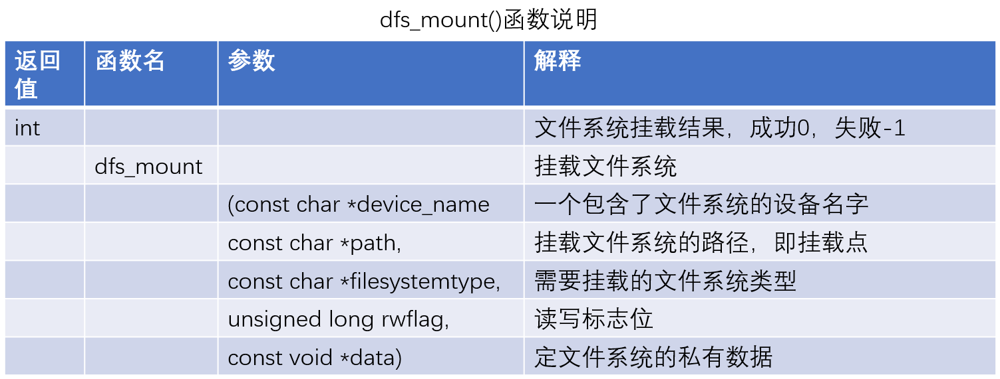 dfs_mount()函数说明
返回值 函数名 参数 解释
int 文件系统挂载结果，成功0，失败-1
dfs_mount 挂载文件系统
(const char *device_name 一个包含了文件系统的设备名字
const char *path, 挂载文件系统的路径，即挂载点
const char *filesystemtype, 需要挂载的文件系统类型
unsigned long rwflag, 读写标志位
const void *data) 定文件系统的私有数据